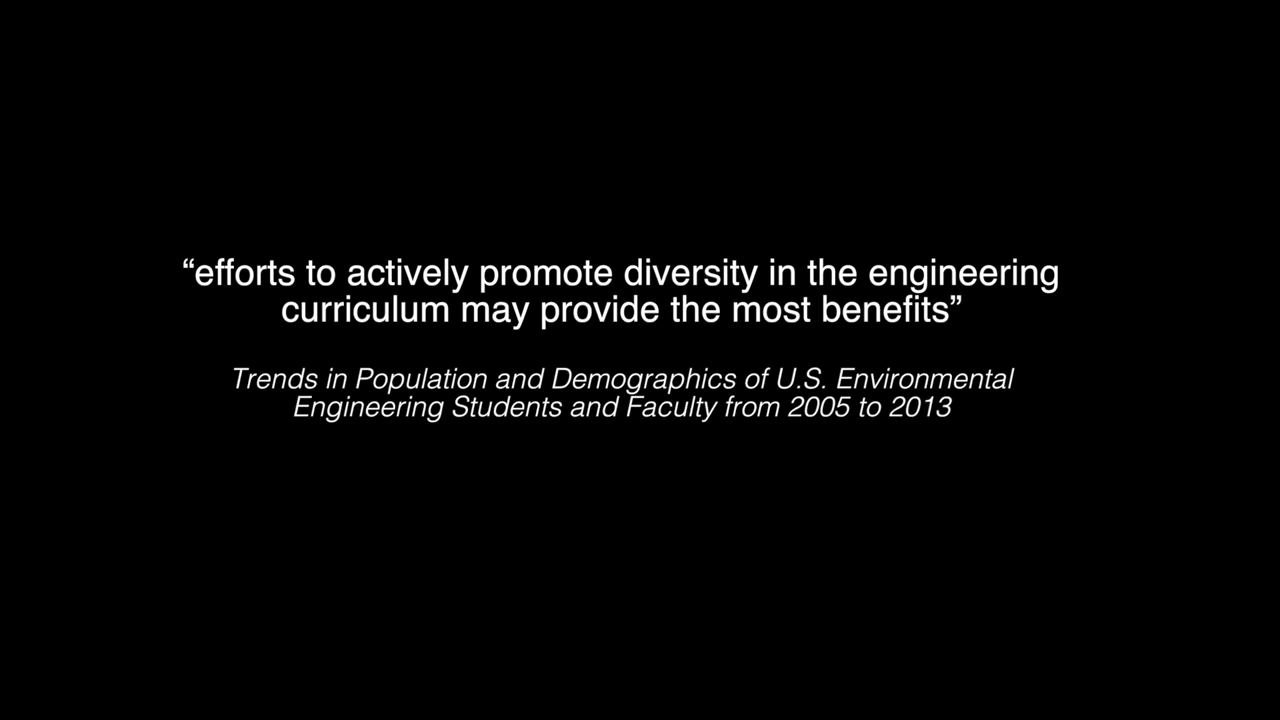 “efforts to actively promote diversity in the engineering
curriculum may provide the most benefits”
Trends in Population and Demographics of U.S. Environmental
Engineering Students and Faculty from 2005 to 2013